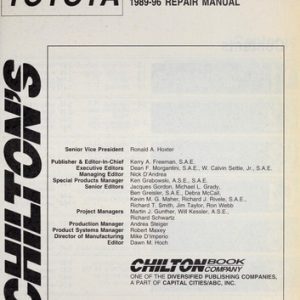 TOYOTA
1989-96 REPAIR MANUAL
CHILTON'S
Senior Vice President Ronald A. Hoxter
Publisher & Editor-In-Chief Kerry A. Freeman, S.A.E.
Executive Editors Dean F. Morgantini, S.A.E., W. Calvin Settle, Jr., S.A.E.
Managing Editor Nick D'Andrea
Special Products Manager Ken Grabowski, A.S.E., S.A.E.
Senior Editors Jacques Gordon, Michael L. Grady,
Ben Greisler, S.A.E., Debra McCall,
Kevin M. G. Maher, Richard J. Rivele, S.A.E.,
Richard T. Smith, Jim Taylor, Ron Webb
Project Managers Martin J. Gunther, Will Kessler, A.S.E.,
Richard Schwartz
Production Manager Andrea Steiger
Product Systems Manager Robert Maxey
Director of Manufacturing Mike D'Imperio
Editor Dawn M. Hoch
CHILTON BOOK
COMPANY
ONE OF THE DIVERSIFIED PUBLISHING COMPANIES,
A PART OF CAPITAL CITIES/ABC, INC.